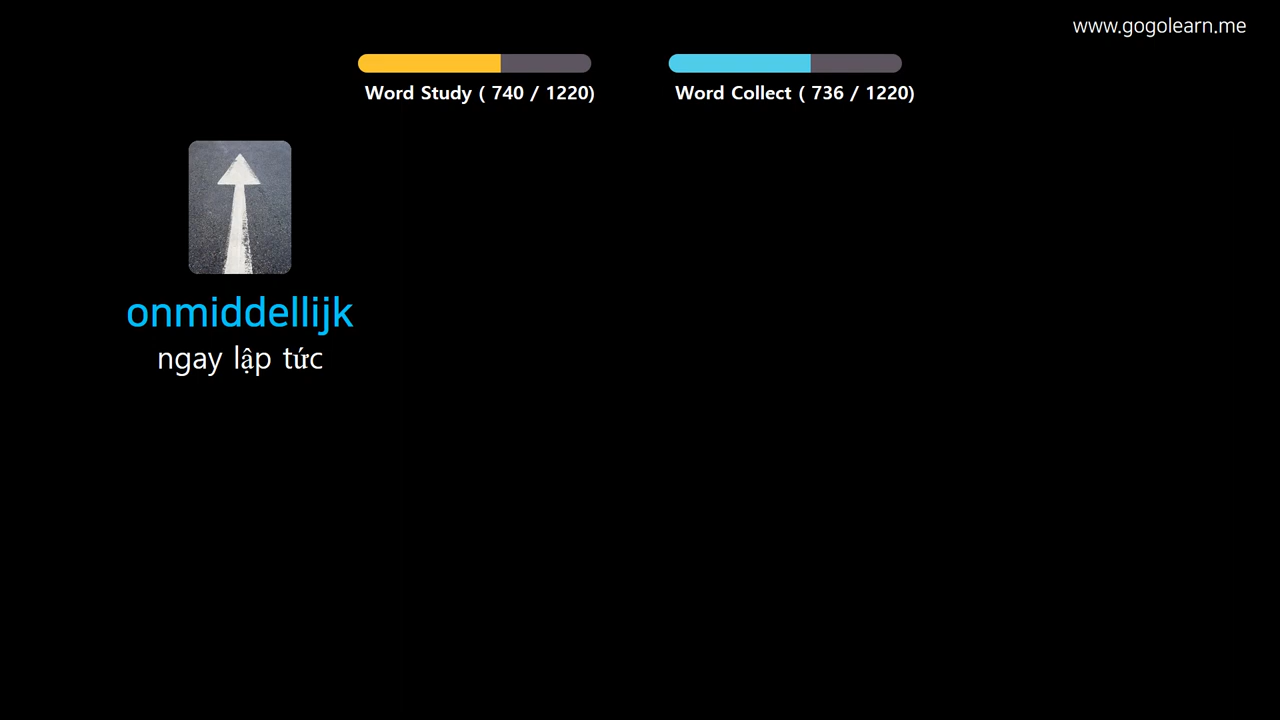 www.gogolearn.me
Word Study ( 740 / 1220)
Word Collect ( 736 / 1220)
onmiddellijk
ngay lập tức